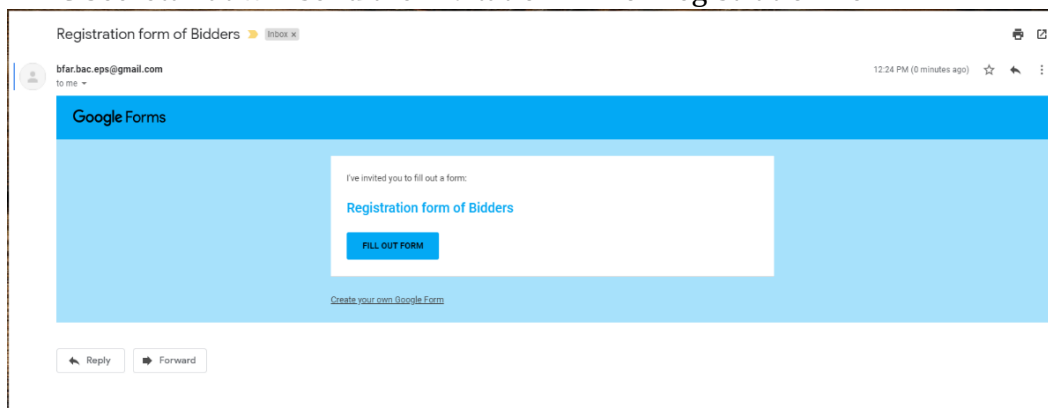 Registration form of Bidders Inbox x
bfar.bac.eps@gmail.com
12:24 PM (0 minutes ago)
to me
Google Forms
I've invited you to fill out a form:
Registration form of Bidders
FILL OUT FORM
Create your own Google Form
Reply Forward